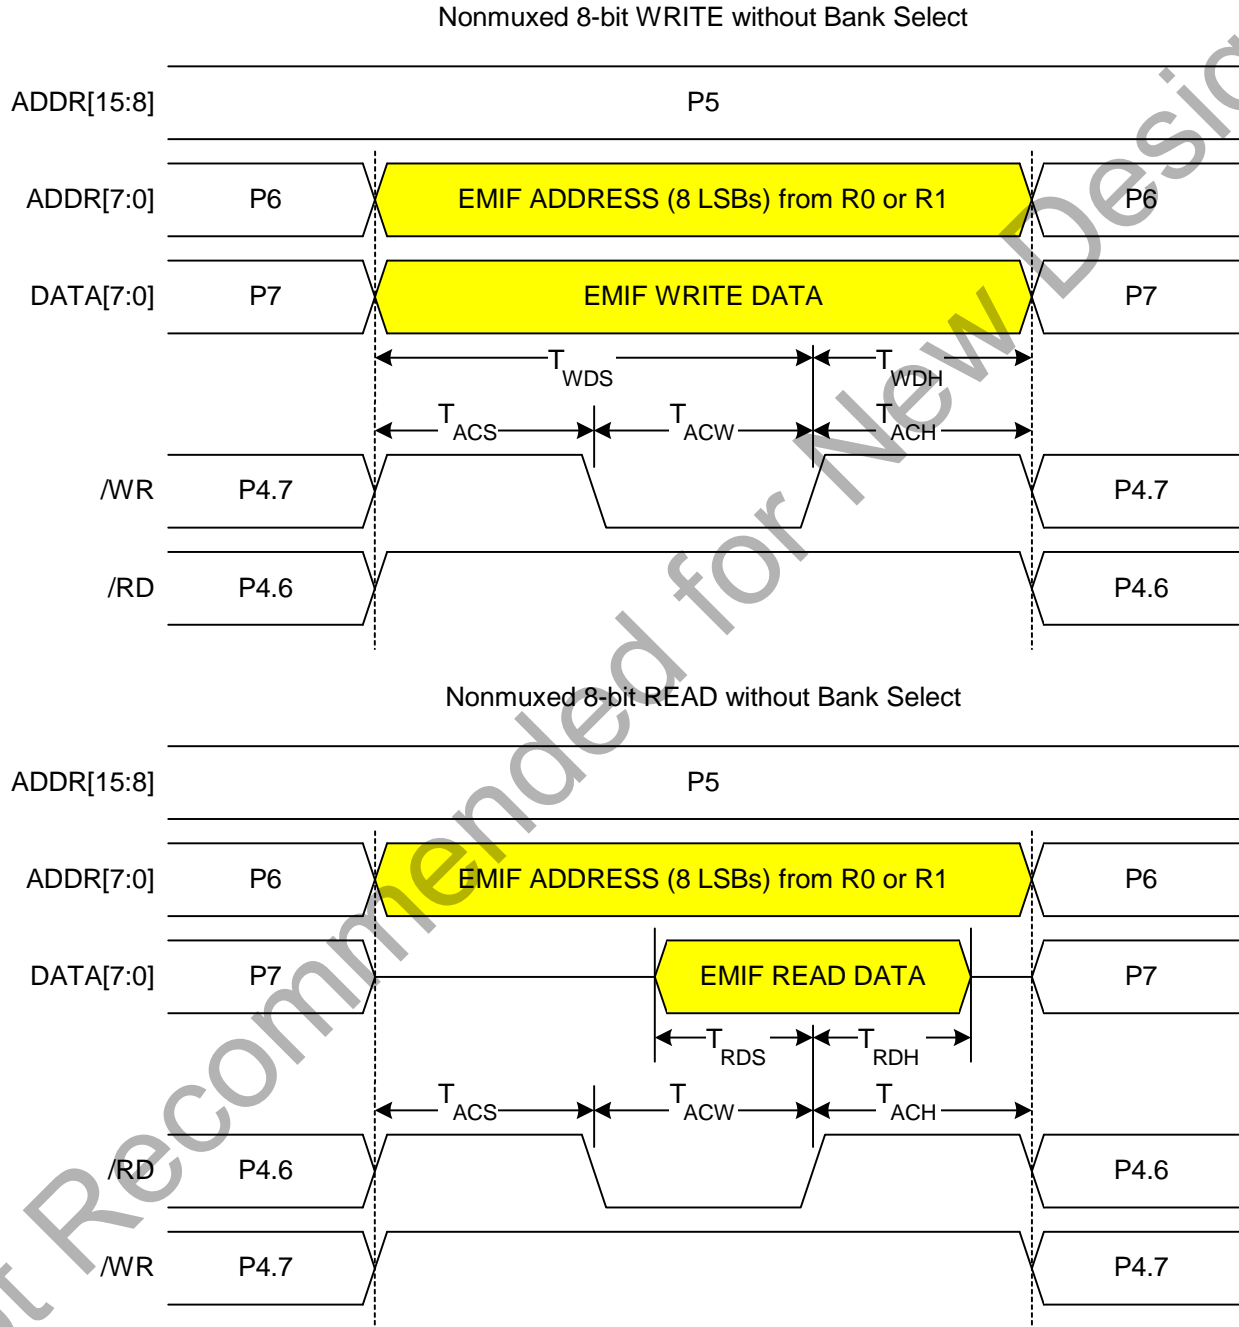 Nonmuxed 8-bit WRITE without Bank Select
ADDR[15:8] P5
ADDR[7:0] P6 EMIF ADDRESS (8 LSBs) from R0 or R1 P6
DATA[7:0] P7 EMIF WRITE DATA P7
TWDS TWDH
TACS TACW TACH
/WR P4.7 P4.7
/RD P4.6 P4.6
Nonmuxed 8-bit READ without Bank Select
ADDR[15:8] P5
ADDR[7:0] P6 EMIF ADDRESS (8 LSBs) from R0 or R1 P6
DATA[7:0] P7 EMIF READ DATA P7
TRDS TRDH
TACS TACW TACH
/RD P4.6 P4.6
/WR P4.7 P4.7
Recommended for New